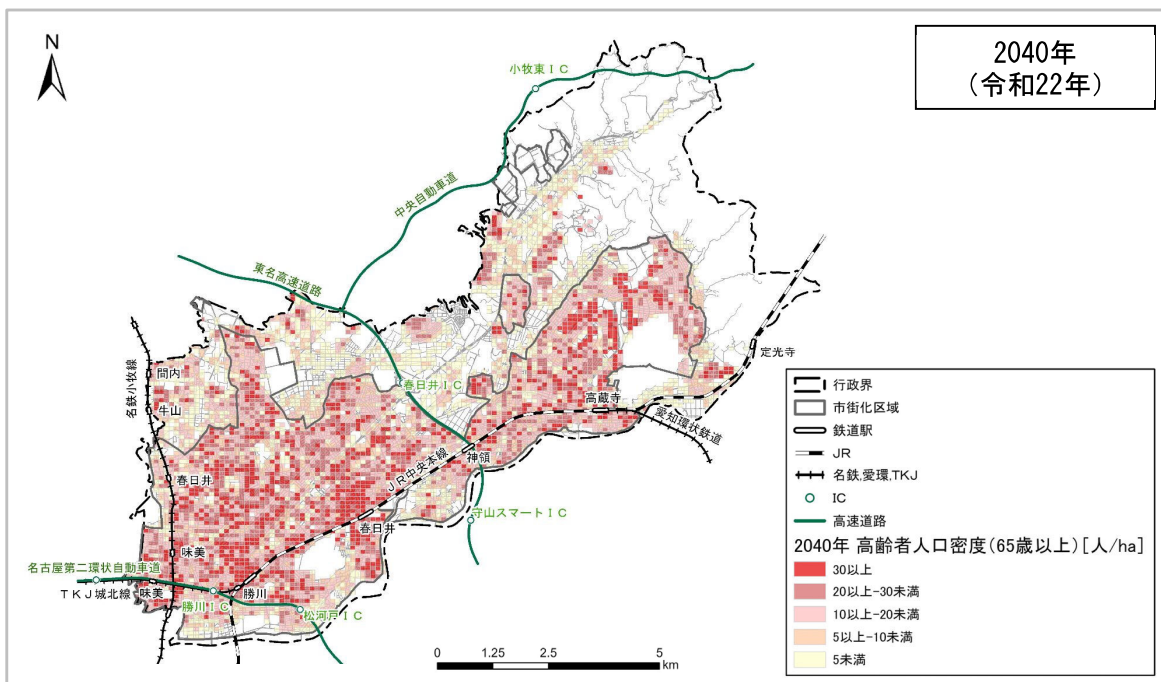 N
2040年
(令和22年)
小牧東IC
中央自動車道
東名高速道路
名鉄小牧線
間内
牛山
春日井IC
定光寺
高蔵寺
愛知環状鉄道
神領
JR中央本線
春日井
守山スマートIC
春日井
味美
名古屋第二環状自動車道
TKJ城北線
味美
勝川IC
勝川
松河戸IC
0 1.25 2.5 5
km
行政界
市街化区域
鉄道駅
JR
名鉄,愛環,TKJ
IC
高速道路
2040年 高齢者人口密度(65歳以上)[人/ha]
30以上
20以上-30未満
10以上-20未満
5以上-10未満
5未満